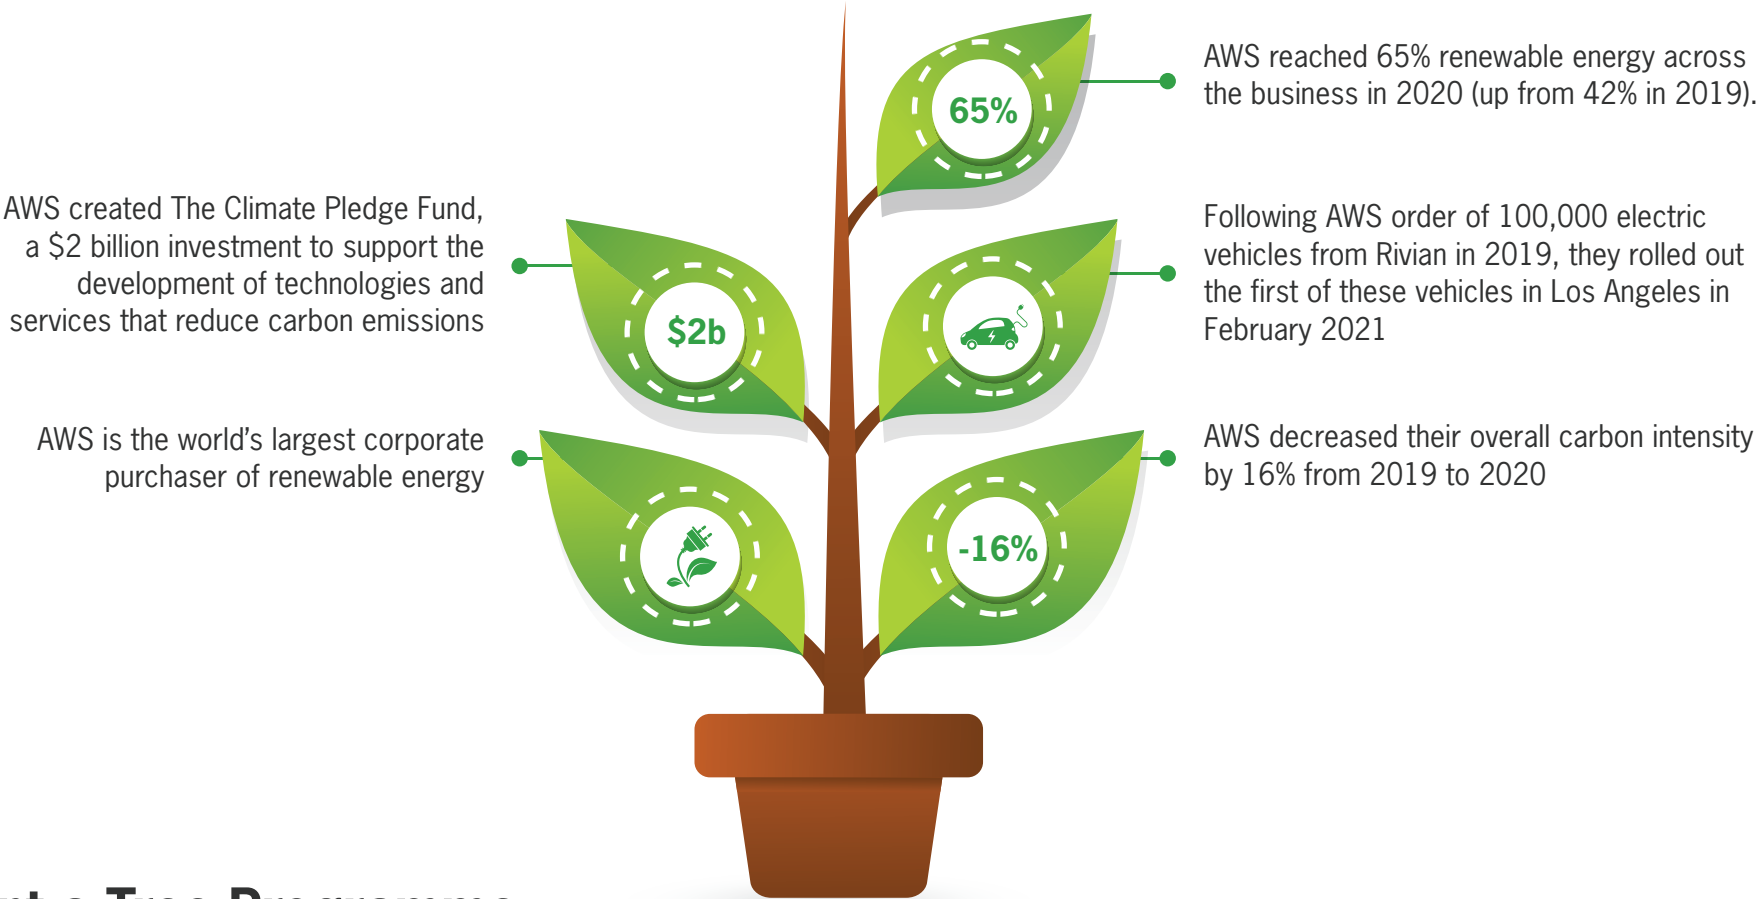 65%
AWS reached 65% renewable energy across
the business in 2020 (up from 42% in 2019).
AWS created The Climate Pledge Fund,
a $2 billion investment to support the
development of technologies and
services that reduce carbon emissions
$2b
Following AWS order of 100,000 electric
vehicles from Rivian in 2019, they rolled out
the first of these vehicles in Los Angeles in
February 2021
AWS is the world’s largest corporate
purchaser of renewable energy
-16%
AWS decreased their overall carbon intensity
by 16% from 2019 to 2020
a Tree Programme